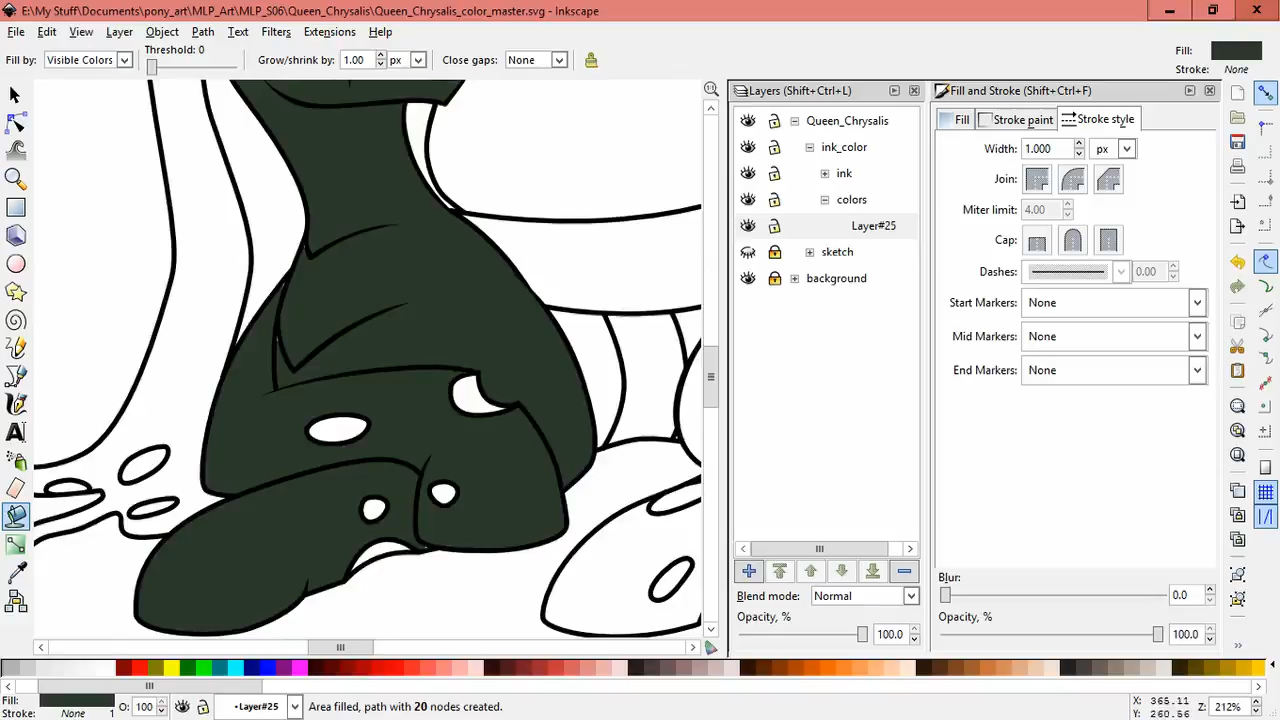 E:\My Stuff\Documents\pony_art\MLP_Art\MLP_S06\Queen_Chrysalis\Queen_Chrysalis_color_master.svg - Inkscape
File Edit View Layer Object Path Text Filters Extensions Help
Fill by: Visible Colors Threshold: 0 Grow/shrink by: 1.00 px Close gaps: None Fill:
Stroke: None
Layers (Shift+Ctrl+L) Fill and Stroke (Shift+Ctrl+F)
Queen_Chrysalis
ink_color
ink
colors
Layer#25
sketch
background
Blend mode: Normal
Opacity, %
100.0
Fill Stroke paint Stroke style
Width: 1.000 px
Join:
Miter limit: 4.00
Cap:
Dashes: 0.00
Start Markers: None
Mid Markers: None
End Markers: None
Blur:
0.0
Opacity, %
100.0
Fill:
Stroke: None 1 O: 100 •Layer#25 Area filled, path with 20 nodes created.
X: 365.11
Y: 260.56
Z: 212%